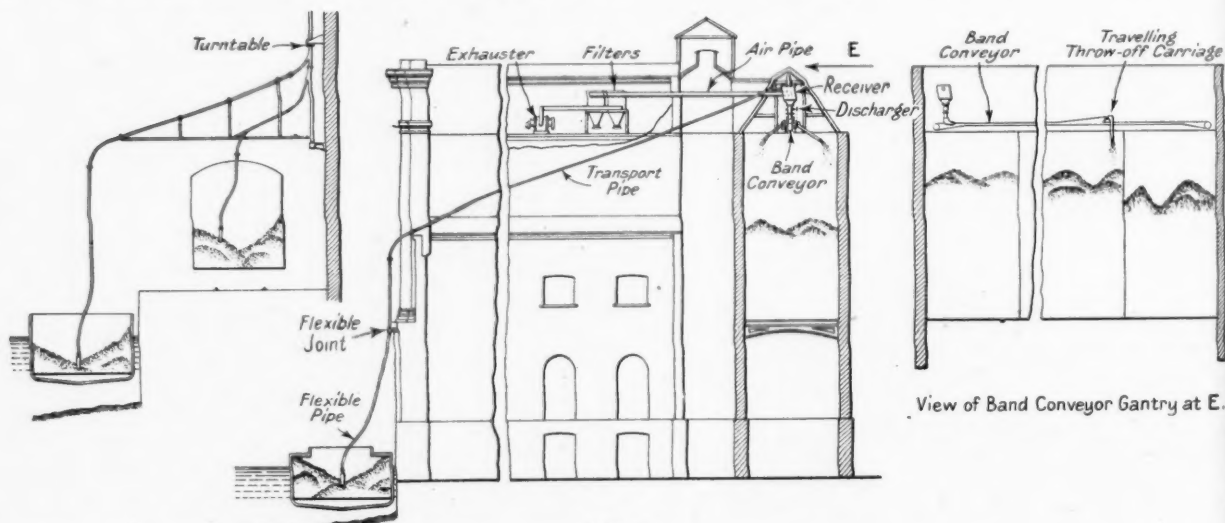 Turntable
Exhauster
Filters
Air Pipe
E
Receiver
Discharger
Band
Conveyor
Transport
Pipe
Flexible
Joint
Flexible
Pipe
Band
Conveyor
Travelling
Throw-off Carriage
View of Band Conveyor Gantry at E.